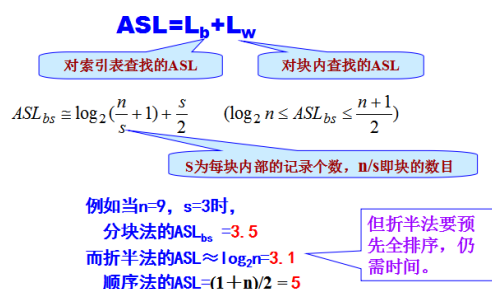 ASL=Lb+Lw
对索引表查找的ASL
对块内查找的ASL
ASLbs ≅ log2(n/s+1)+s/2 (log2 n ≤ ASLbs ≤ (n+1)/2)
S为每块内部的记录个数，n/s即块的数目
例如当n=9，s=3时，
分块法的ASLbs =3.5
而折半法的ASL≈log2n=3.1
顺序法的ASL=(1＋n)/2 = 5
但折半法要预
先全排序，仍
需时间。